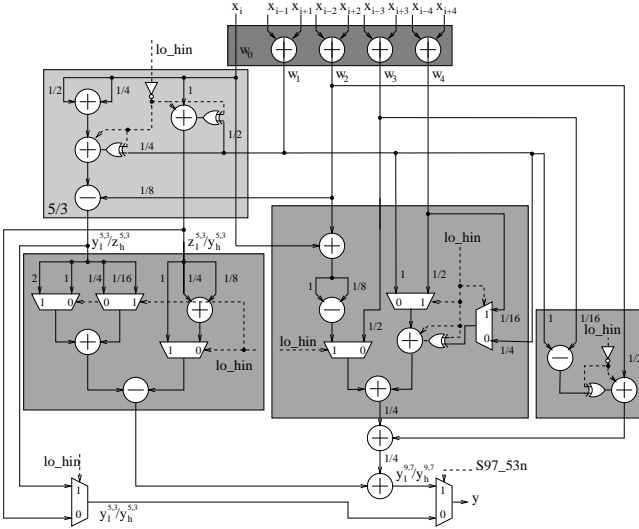 x_i x_{i−1} x_{i+1} x_{i−2} x_{i+2} x_{i−3} x_{i+3} x_{i−4} x_{i+4}
lo_hin
w_0
w_1 w_2 w_3 w_4
1/2 1/4 1
1/2
1/4
1/8
5/3
y_l^{5,3}/z_h^{5,3} z_l^{5,3}/y_h^{5,3}
lo_hin
2 1 1/4 1/16 1 1/4 1/8
1 0 1 0
1 0
lo_hin
1 1/8
1 1/2
1 0
1
0
1/16
1/2
lo_hin
1 0
1/4
1 1/16
lo_hin
1/2
1/4
1/4
lo_hin
y_l^{9,7}/y_h^{9,7}
S97_53n
1
0
1
0
y
y_l^{5,3}/y_h^{5,3}